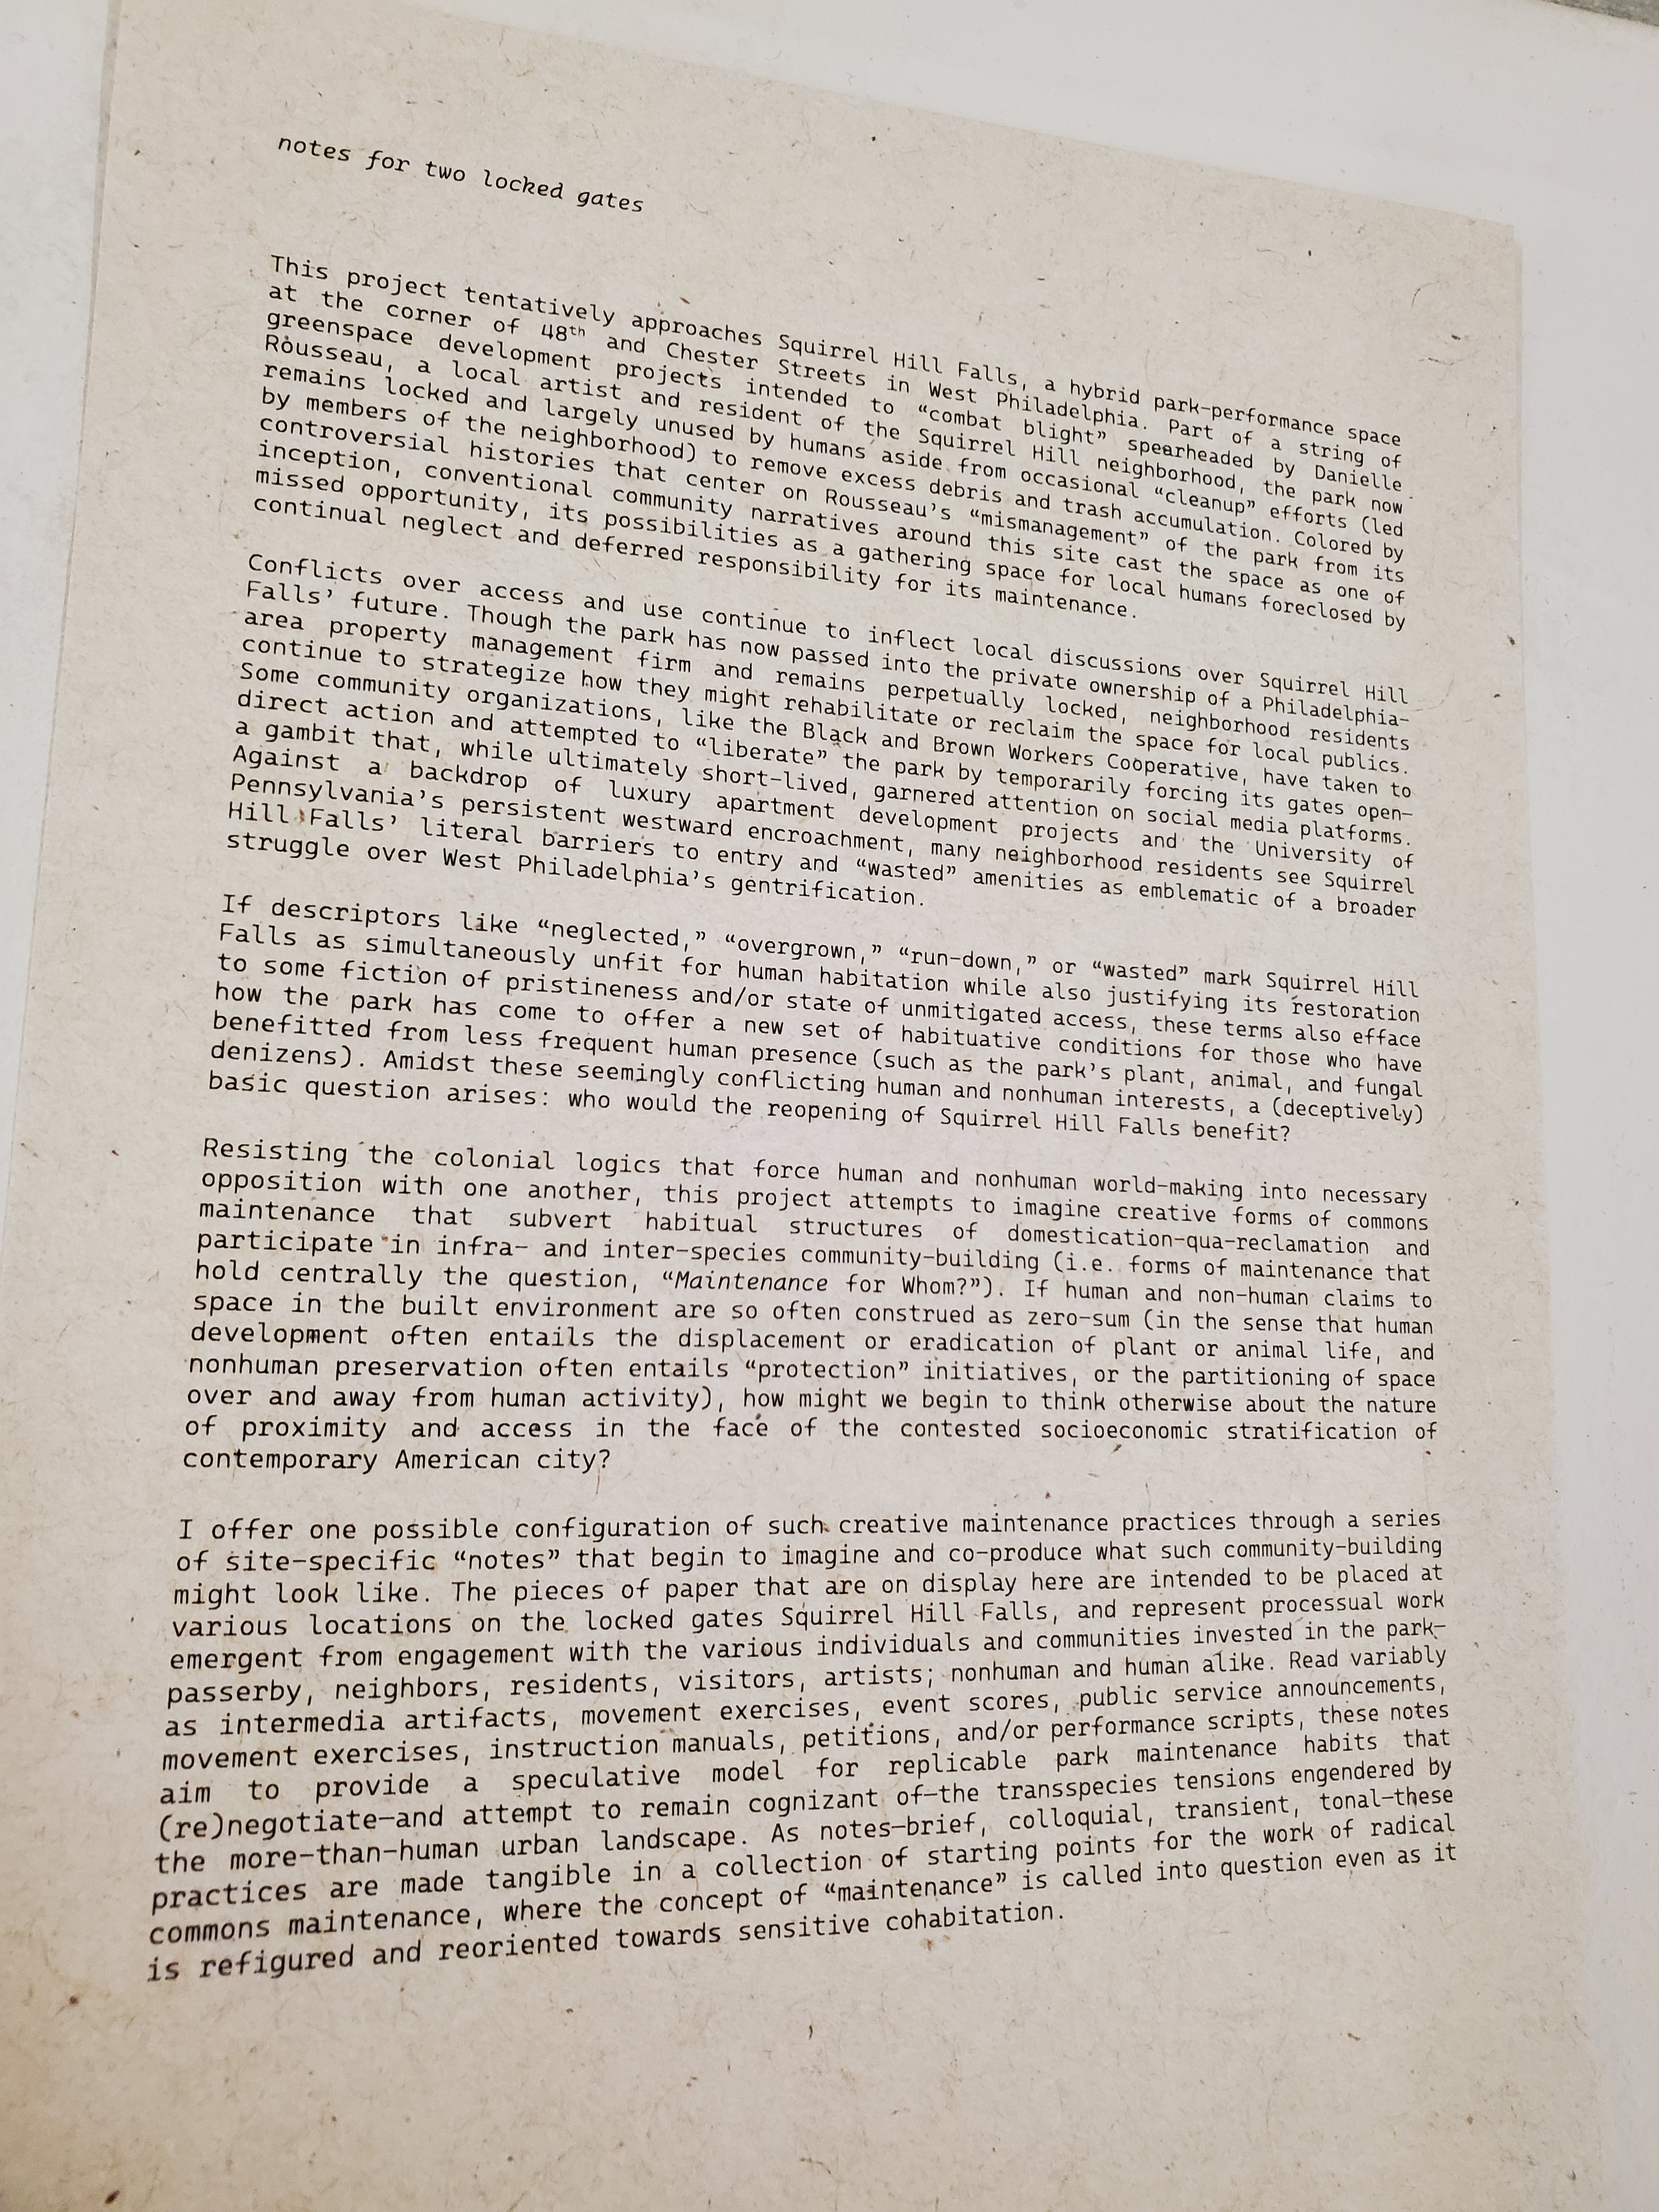 notes for two locked gates
This project tentatively approaches Squirrel Hill Falls, a hybrid park-performance space
at the corner of 48th and Chester Streets in West Philadelphia. Part of a string of
greenspace development projects intended to “combat blight” spearheaded by Danielle
Rousseau, a local artist and resident of the Squirrel Hill neighborhood, the park now
remains locked and largely unused by humans aside from occasional “cleanup” efforts (led
by members of the neighborhood) to remove excess debris and trash accumulation. Colored by
controversial histories that center on Rousseau’s “mismanagement” of the park from its
inception, conventional community narratives around this site cast the space as one of
missed opportunity, its possibilities as a gathering space for local humans foreclosed by
continual neglect and deferred responsibility for its maintenance.
Conflicts over access and use continue to inflect local discussions over Squirrel Hill
Falls’ future. Though the park has now passed into the private ownership of a Philadelphia-
area property management firm and remains perpetually locked, neighborhood residents
continue to strategize how they might rehabilitate or reclaim the space for local publics.
Some community organizations, like the Black and Brown Workers Cooperative, have taken to
direct action and attempted to “liberate” the park by temporarily forcing its gates open—
a gambit that, while ultimately short-lived, garnered attention on social media platforms.
Against a backdrop of luxury apartment development projects and the University of
Pennsylvania’s persistent westward encroachment, many neighborhood residents see Squirrel
Hill Falls’ literal barriers to entry and “wasted” amenities as emblematic of a broader
struggle over West Philadelphia’s gentrification.
If descriptors like “neglected,” “overgrown,” “run-down,” or “wasted” mark Squirrel Hill
Falls as simultaneously unfit for human habitation while also justifying its restoration
to some fiction of pristineness and/or state of unmitigated access, these terms also efface
how the park has come to offer a new set of habituative conditions for those who have
benefitted from less frequent human presence (such as the park’s plant, animal, and fungal
denizens). Amidst these seemingly conflicting human and nonhuman interests, a (deceptively)
basic question arises: who would the reopening of Squirrel Hill Falls benefit?
Resisting the colonial logics that force human and nonhuman world-making into necessary
opposition with one another, this project attempts to imagine creative forms of commons
maintenance that subvert habitual structures of domestication-qua-reclamation and
participate in infra- and inter-species community-building (i.e. forms of maintenance that
hold centrally the question, “Maintenance for Whom?”). If human and non-human claims to
space in the built environment are so often construed as zero-sum (in the sense that human
development often entails the displacement or eradication of plant or animal life, and
nonhuman preservation often entails “protection” initiatives, or the partitioning of space
over and away from human activity), how might we begin to think otherwise about the nature
of proximity and access in the face of the contested socioeconomic stratification of
contemporary American city?
I offer one possible configuration of such creative maintenance practices through a series
of site-specific “notes” that begin to imagine and co-produce what such community-building
might look like. The pieces of paper that are on display here are intended to be placed at
various locations on the locked gates Squirrel Hill Falls, and represent processual work
emergent from engagement with the various individuals and communities invested in the park—
passerby, neighbors, residents, visitors, artists; nonhuman and human alike. Read variably
as intermedia artifacts, movement exercises, event scores, public service announcements,
movement exercises, instruction manuals, petitions, and/or performance scripts, these notes
aim to provide a speculative model for replicable park maintenance habits that
(re)negotiate—and attempt to remain cognizant of—the transspecies tensions engendered by
the more-than-human urban landscape. As notes—brief, colloquial, transient, tonal—these
practices are made tangible in a collection of starting points for the work of radical
commons maintenance, where the concept of “maintenance” is called into question even as it
is refigured and reoriented towards sensitive cohabitation.